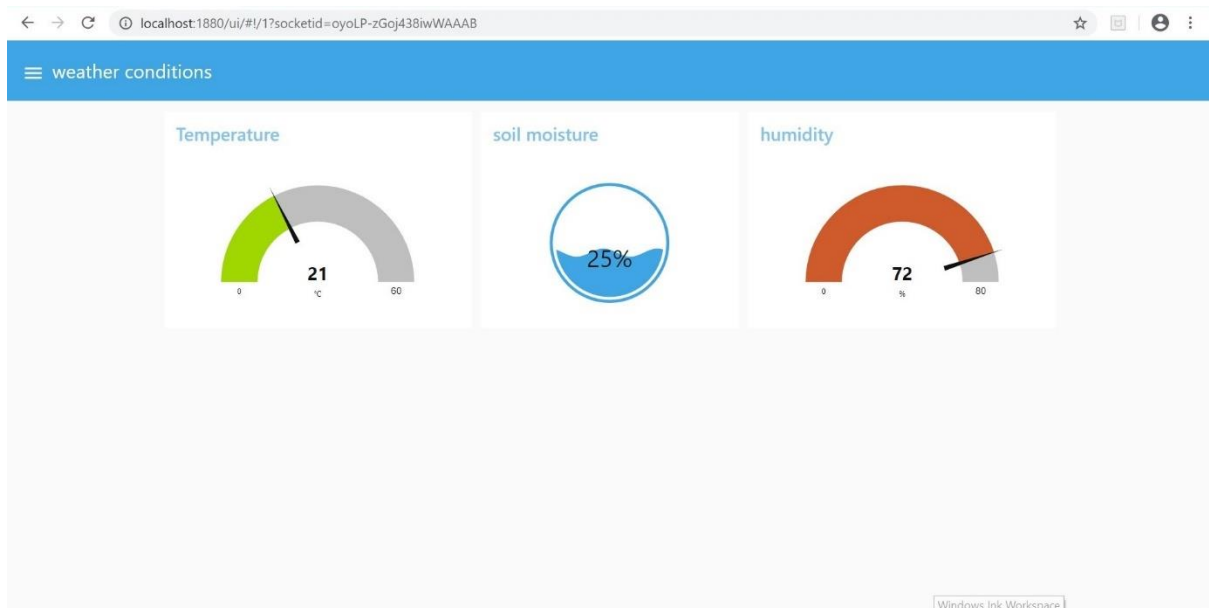 localhost:1880/ui/#!/1?socketid=oyoLP-zGoj438iwWAAAB
weather conditions
Temperature
21
°C
0
60
soil moisture
25%
humidity
72
%
0
80
Windows Ink Workspace